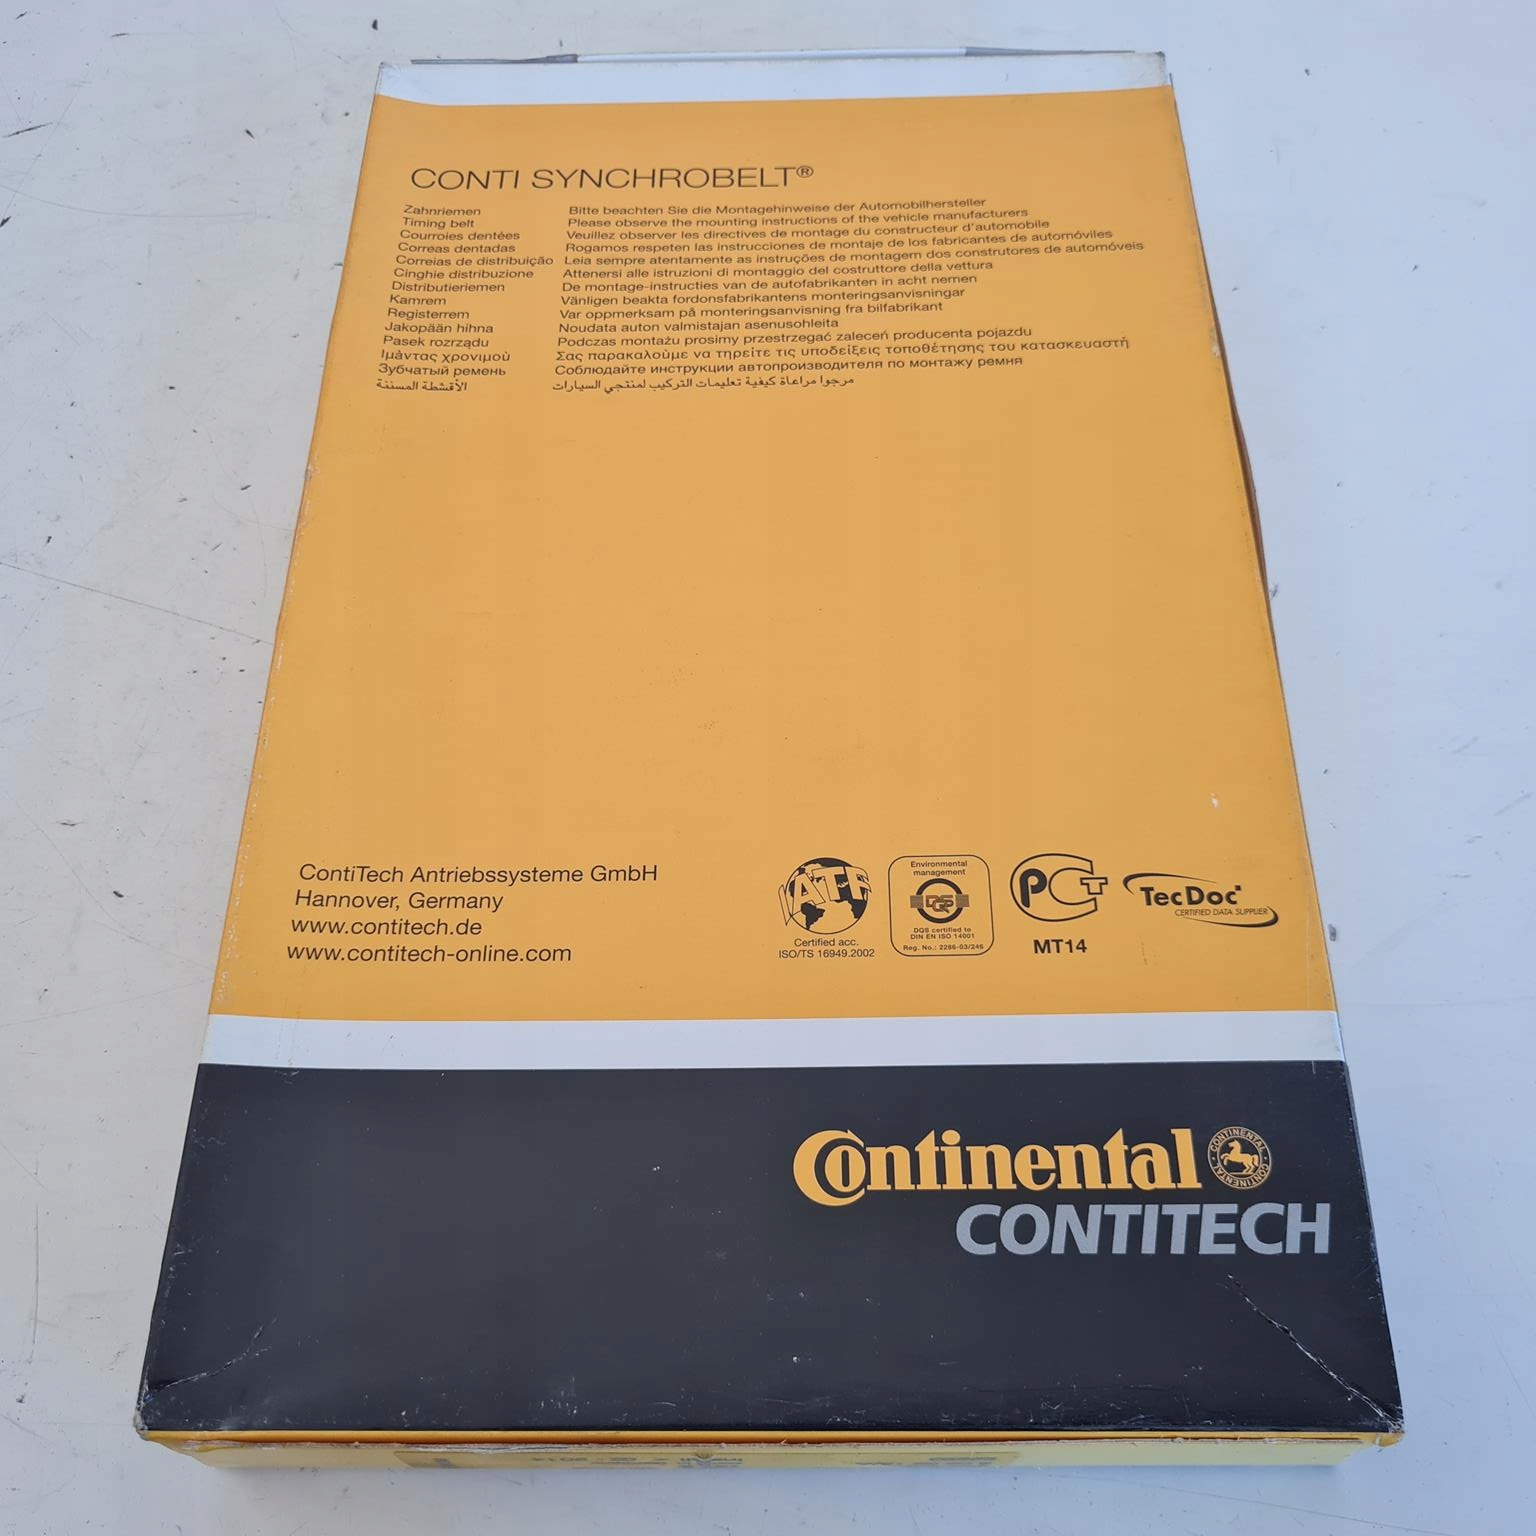 CONTI SYNCHROBELT®
Zahnriemen Bitte beachten Sie die Montagehinweise der Automobilhersteller
Timing belt Please observe the mounting instructions of the vehicle manufacturers
Courroies dentées Veuillez observer les directives de montage du constructeur d'automobile
Correas dentadas Rogamos respeten las instrucciones de montaje de los fabricantes de automóviles
Correias de distribuição Leia sempre atentamente as instruções de montagem dos construtores de automóveis
Cinghie distribuzione Attenersi alle istruzioni di montaggio del costruttore della vettura
Distributieriemen De montage-instructies van de autofabrikanten in acht nemen
Kamrem Vänligen beakta fordonsfabrikantens monteringsanvisningar
Registerrem Var oppmerksam på monteringsanvisning fra bilfabrikant
Jakopään hihna Noudata auton valmistajan asenusohleita
Pasek rozrządu Podczas montażu prosimy przestrzegać zaleceń producenta pojazdu
Ιμάντας χρονιμού Σας παρακαλούμε να τηρείτε τις υποδείξεις τοποθέτησης του κατασκευαστή
Зубчатый ремень Соблюдайте инструкции автопроизводителя по монтажу ремня
الأقشطة المسننة مرجوا مراعاة كيفية تعليمات التركيب لمنتجي السيارات
ContiTech Antriebssysteme GmbH
Hannover, Germany
www.contitech.de
www.contitech-online.com
IATF
Certified acc.
ISO/TS 16949:2002
Environmental
management
DQS
DQS certified to
DIN EN ISO 14001
Reg. No.: 2286-03/246
РСТ
MT14
TecDoc
CERTIFIED DATA SUPPLIER
Continental
CONTINENTAL · CONTINENTAL
CONTITECH